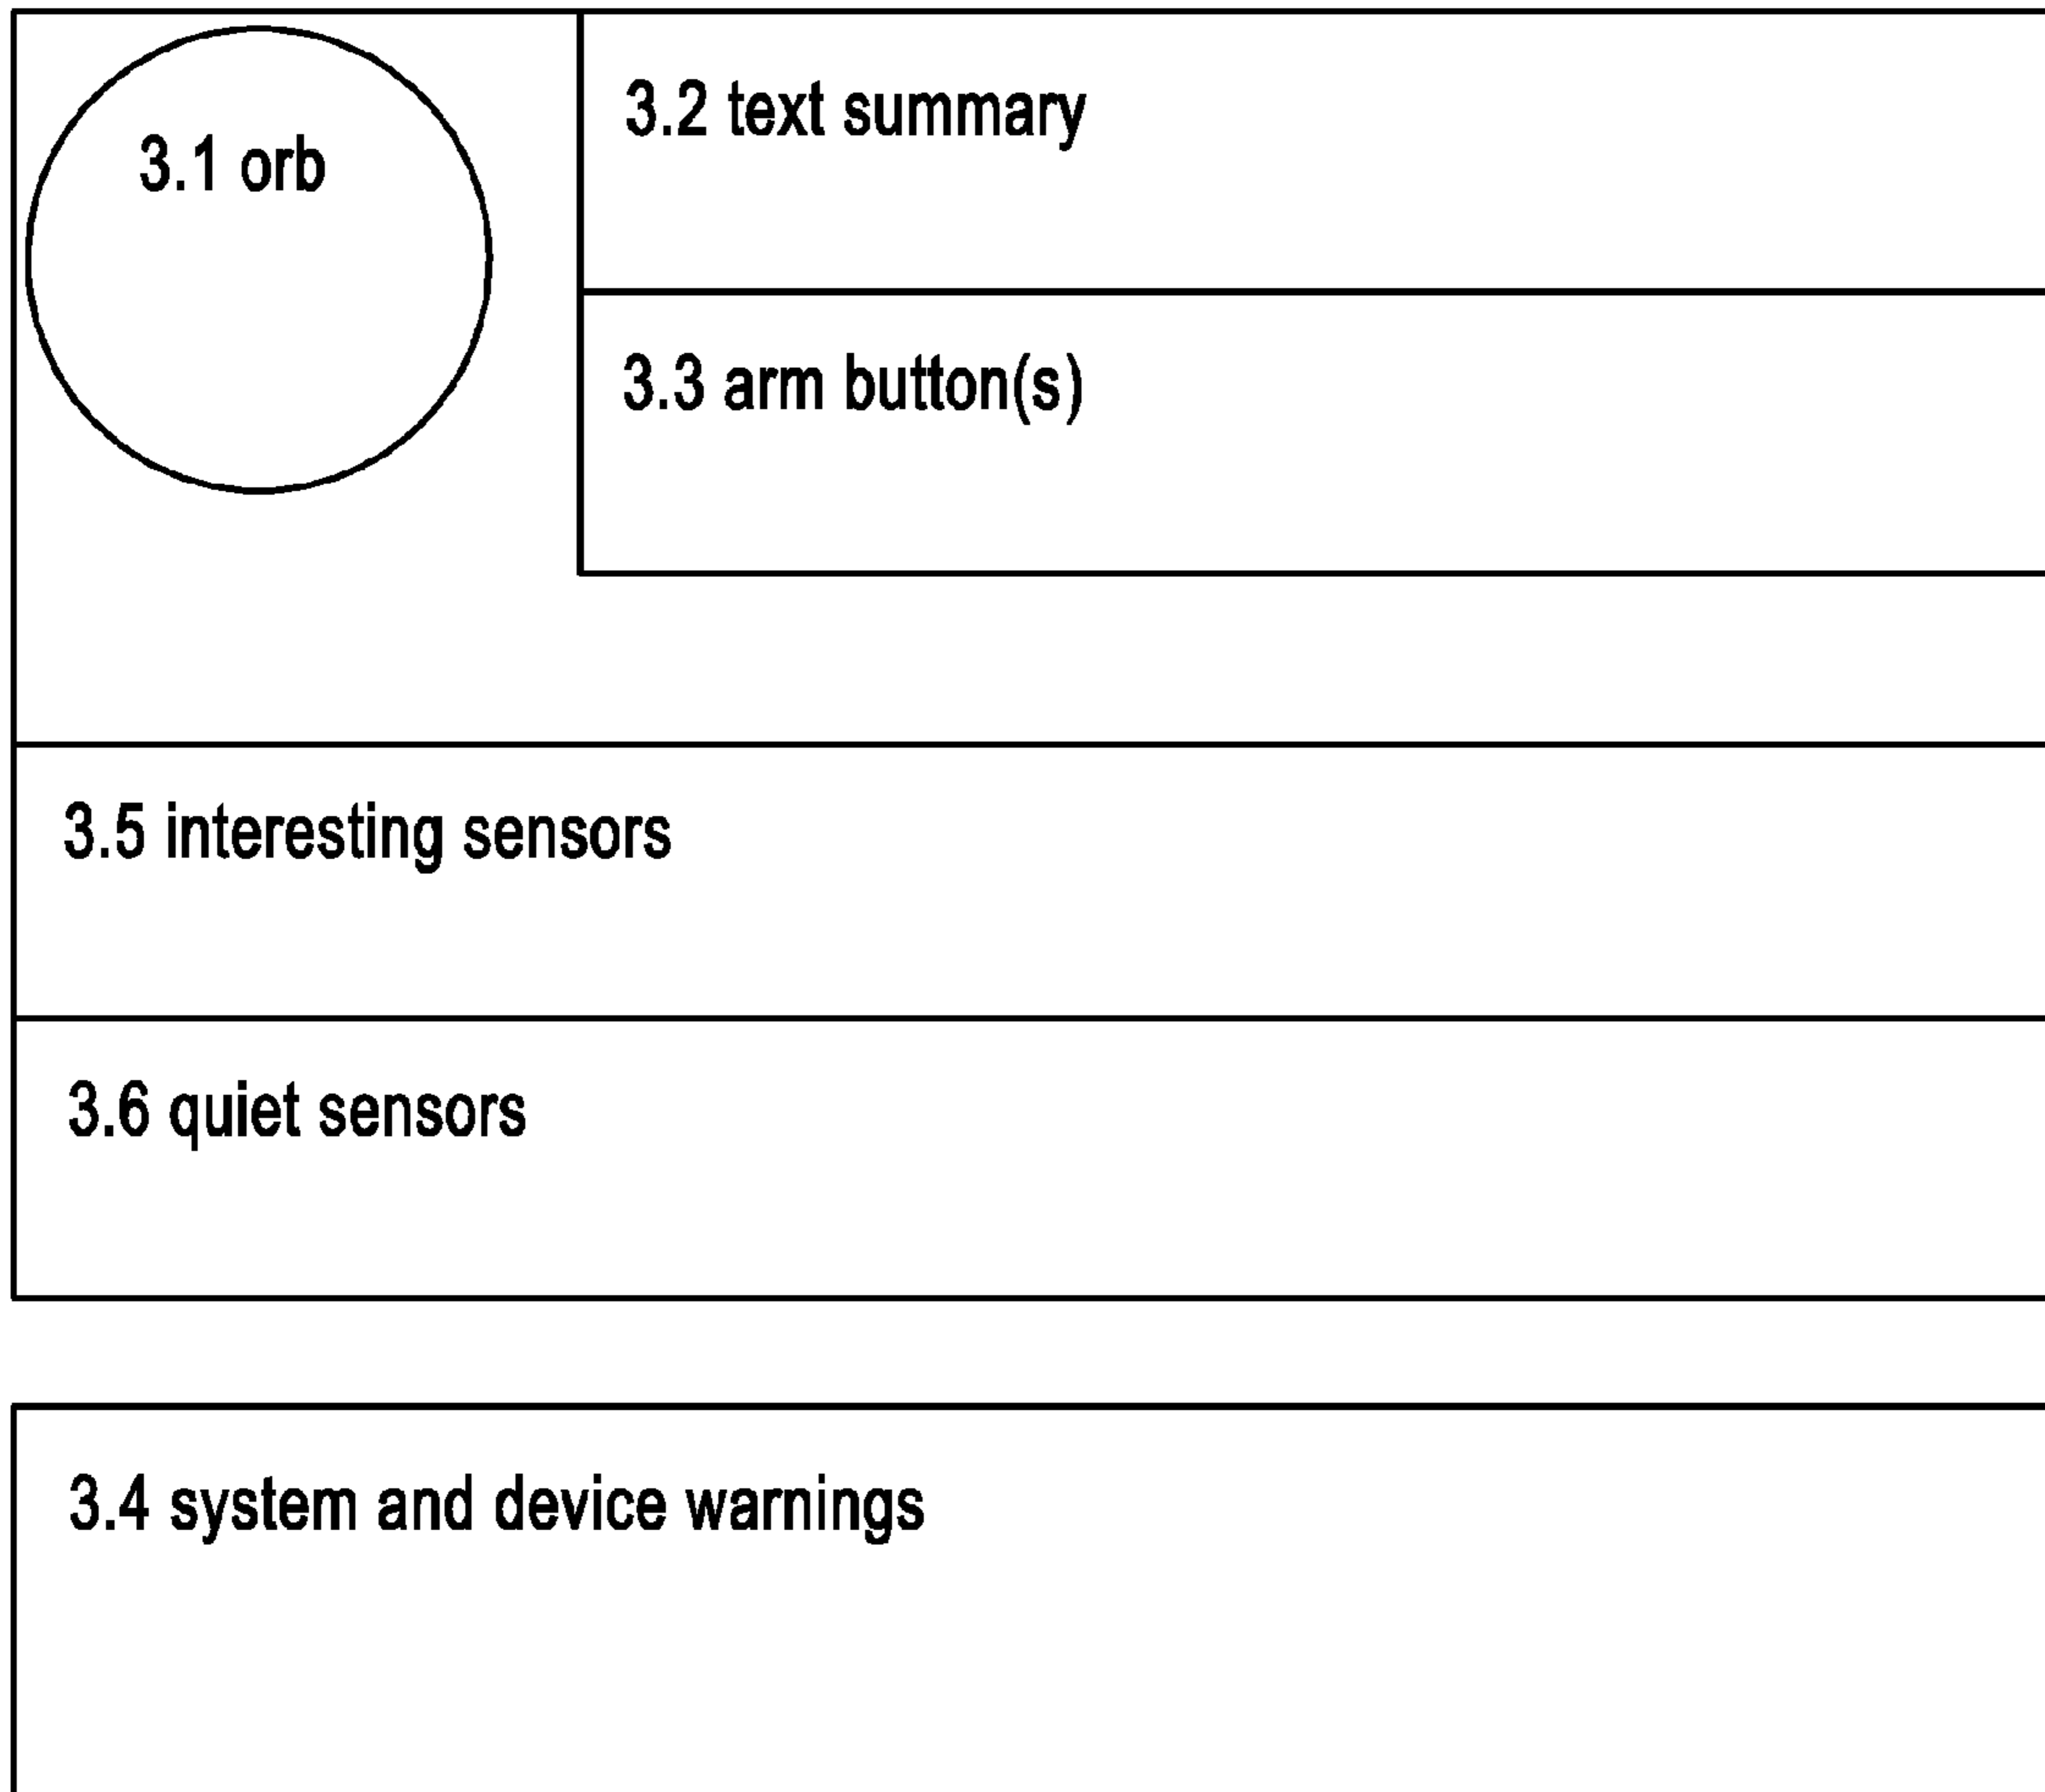 3.1 orb
3.2 text summary
3.3 arm button(s)
3.5 interesting sensors
3.6 quiet sensors
3.4 system and device warnings